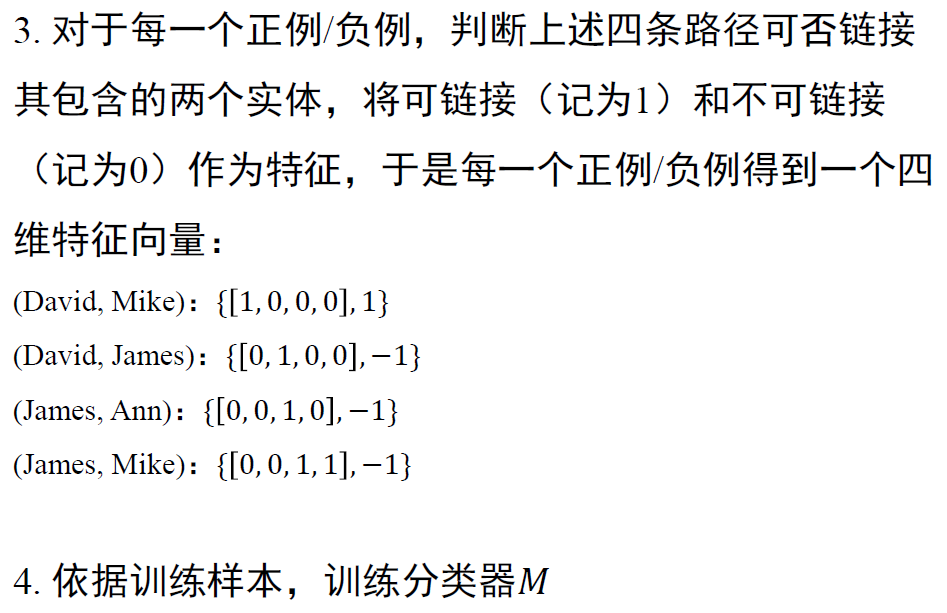 3. 对于每一个正例/负例，判断上述四条路径可否链接
其包含的两个实体，将可链接（记为1）和不可链接
（记为0）作为特征，于是每一个正例/负例得到一个四
维特征向量：
(David, Mike)：{[1, 0, 0, 0], 1}
(David, James)：{[0, 1, 0, 0], −1}
(James, Ann)：{[0, 0, 1, 0], −1}
(James, Mike)：{[0, 0, 1, 1], −1}
4. 依据训练样本，训练分类器M